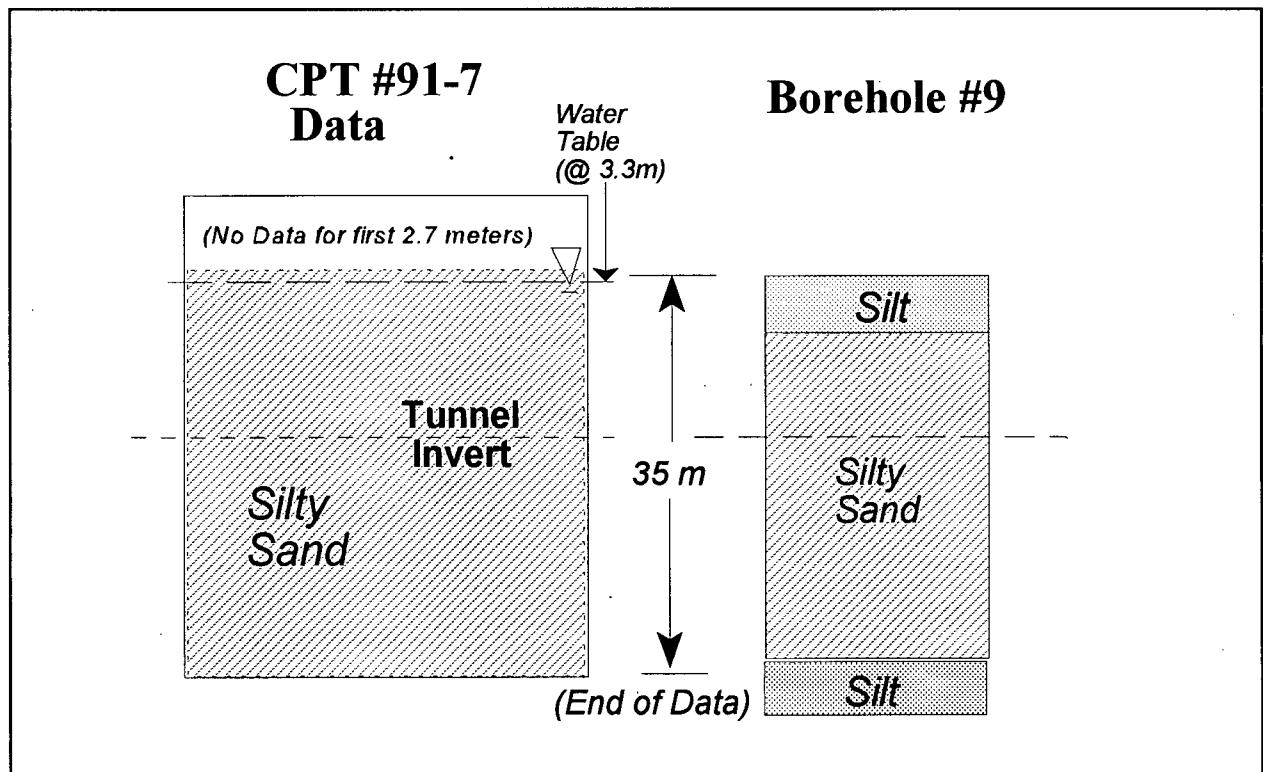 CPT #91-7
Data
Water
Table
(@ 3.3m)
Borehole #9
(No Data for first 2.7 meters)
Silt
Tunnel
Invert
35 m
Silty
Sand
Silty
Sand
(End of Data)
Silt